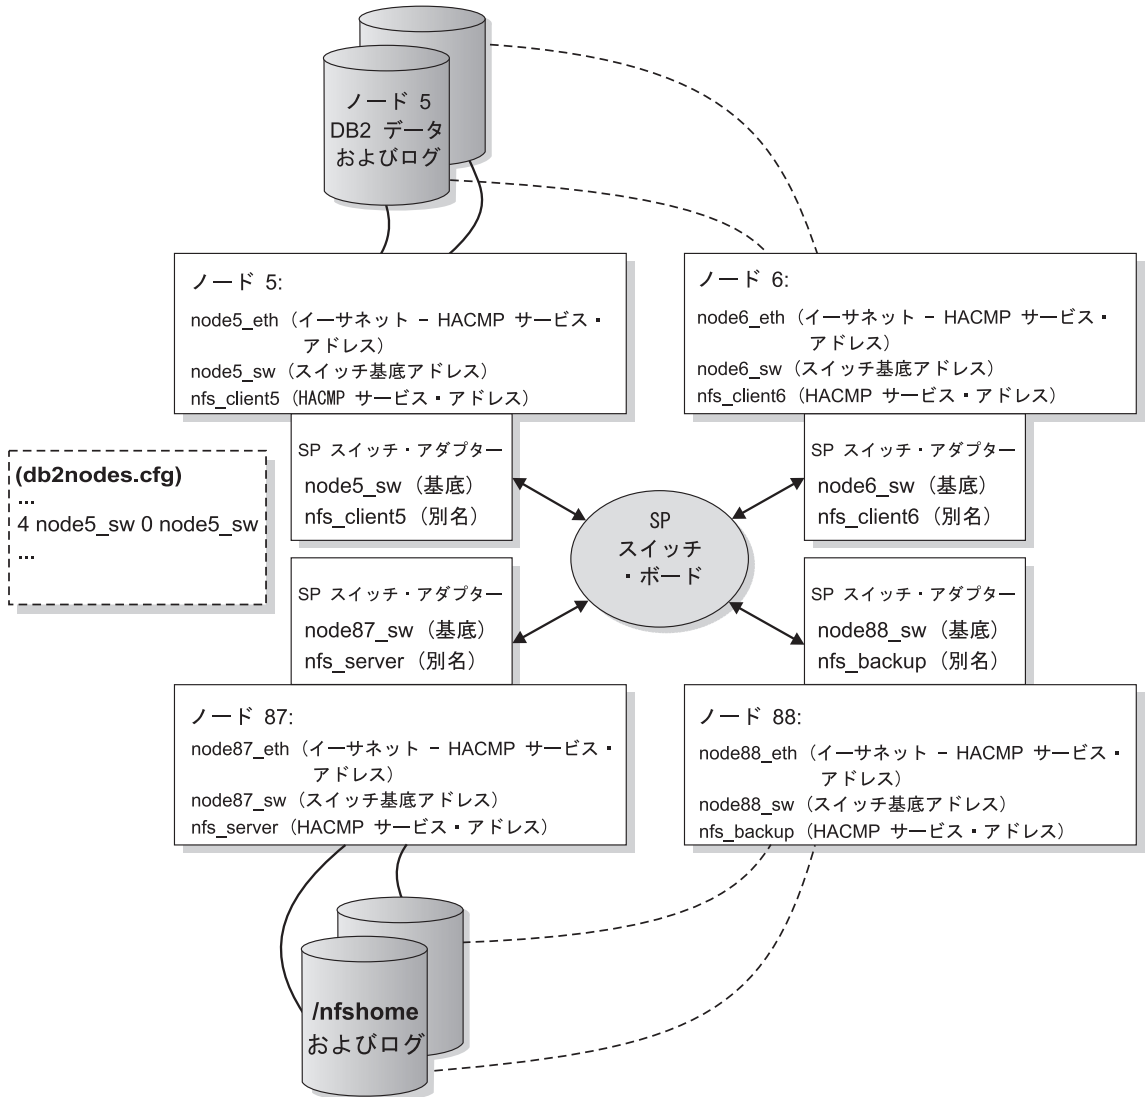 ノード 5
DB2 データ
およびログ
ノード 5:
node5_eth (イーサネット − HACMP サービス・
アドレス)
node5_sw (スイッチ基底アドレス)
nfs_client5 (HACMP サービス・アドレス)
ノード 6:
node6_eth (イーサネット − HACMP サービス・
アドレス)
node6_sw (スイッチ基底アドレス)
nfs_client6 (HACMP サービス・アドレス)
SP スイッチ・アダプター
node5_sw (基底)
nfs_client5 (別名)
SP スイッチ・アダプター
node6_sw (基底)
nfs_client6 (別名)
(db2nodes.cfg)
...
4 node5_sw 0 node5_sw
...
SP
スイッチ
・ボード
SP スイッチ・アダプター
node87_sw (基底)
nfs_server (別名)
SP スイッチ・アダプター
node88_sw (基底)
nfs_backup (別名)
ノード 87:
node87_eth (イーサネット − HACMP サービス・
アドレス)
node87_sw (スイッチ基底アドレス)
nfs_server (HACMP サービス・アドレス)
ノード 88:
node88_eth (イーサネット − HACMP サービス・
アドレス)
node88_sw (スイッチ基底アドレス)
nfs_backup (HACMP サービス・アドレス)
/nfshome
およびログ